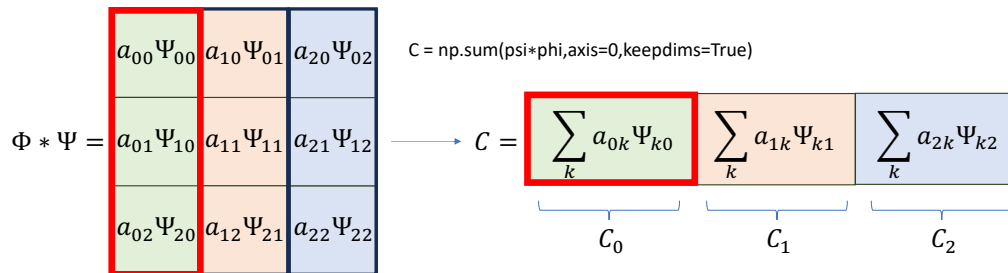 a₀₀Ψ₀₀ a₁₀Ψ₀₁ a₂₀Ψ₀₂
C = np.sum(psi*phi,axis=0,keepdims=True)
Φ ∗ Ψ = a₀₁Ψ₁₀ a₁₁Ψ₁₁ a₂₁Ψ₁₂
C = ∑ₖ a₀ₖΨₖ₀ ∑ₖ a₁ₖΨₖ₁ ∑ₖ a₂ₖΨₖ₂
a₀₂Ψ₂₀ a₁₂Ψ₂₁ a₂₂Ψ₂₂
C₀ C₁ C₂